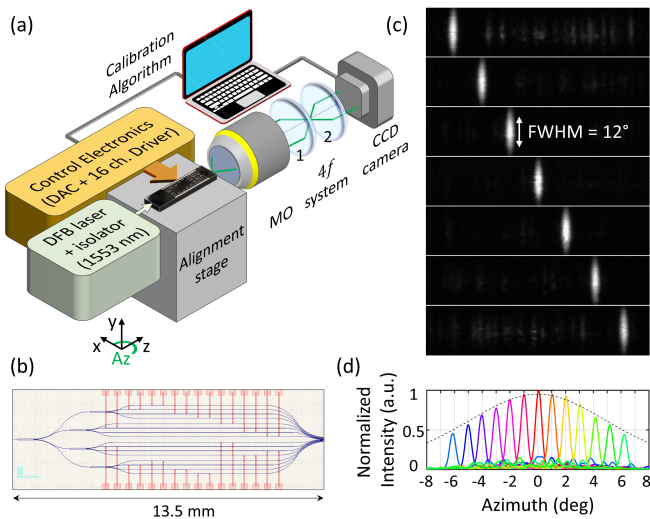 (a)
Calibration
Algorithm
Control Electronics
(DAC + 16 ch. Driver)
DFB laser
+ isolator
(1553 nm)
Alignment
stage
1
2
MO
4f
system
CCD
camera
y
x
z
Az
(b)
13.5 mm
(c)
FWHM = 12°
(d)
Normalized
Intensity (a.u.)
1
0.5
0
-8 -6 -4 -2 0 2 4 6 8
Azimuth (deg)